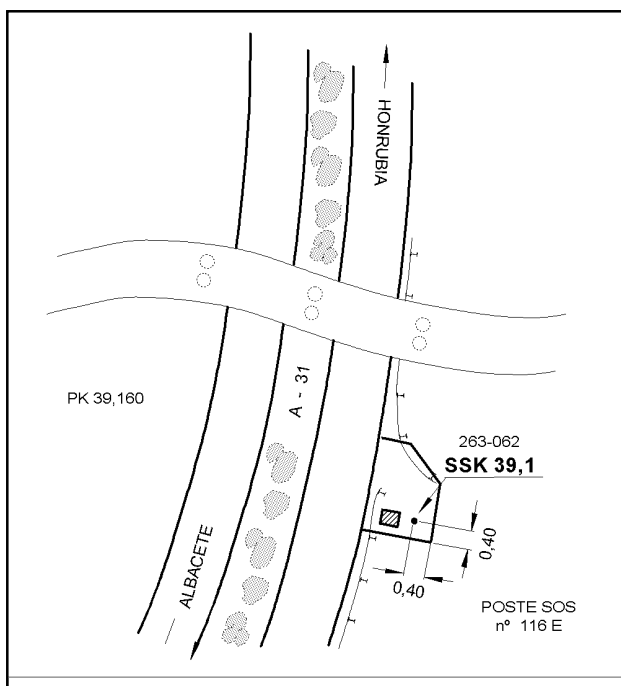 HONRUBIA
A - 31
PK 39,160
263-062
SSK 39,1
0,40
0,40
ALBACETE
POSTE SOS
nº 116 E